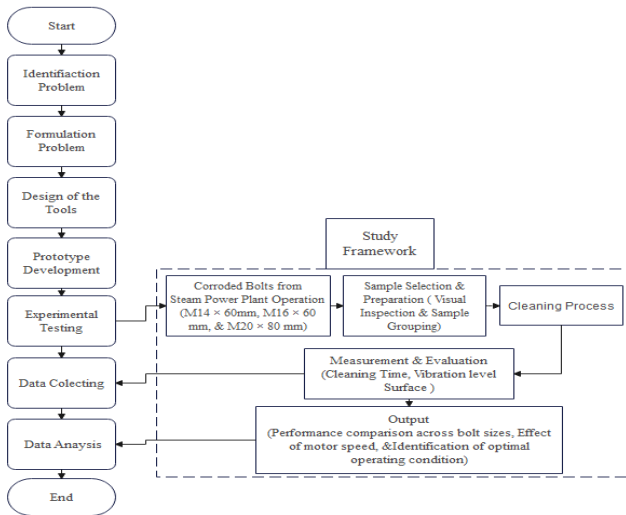 Start
Identifiaction
Problem
Formulation
Problem
Design of the
Tools
Prototype
Development
Experimental
Testing
Data Colecting
Data Anaysis
End
Study
Framework
Corroded Bolts from
Steam Power Plant Operation
(M14 × 60mm, M16 × 60
mm, & M20 × 80 mm)
Sample Selection &
Preparation ( Visual
Inspection & Sample
Grouping)
Cleaning Process
Measurement & Evaluation
(Cleaning Time, Vibration level
Surface )
Output
(Performance comparison across bolt sizes, Effect
of motor speed, &Identification of optimal
operating condition)